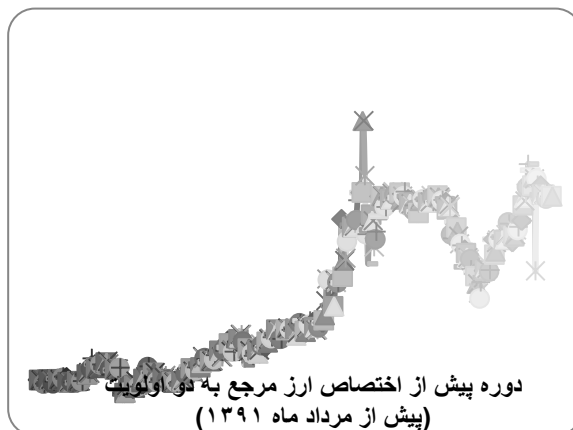 دوره پیش از اختصاص ارز مرجع به دو اولویت
(پیش از مرداد ماه ۱۳۹۱)